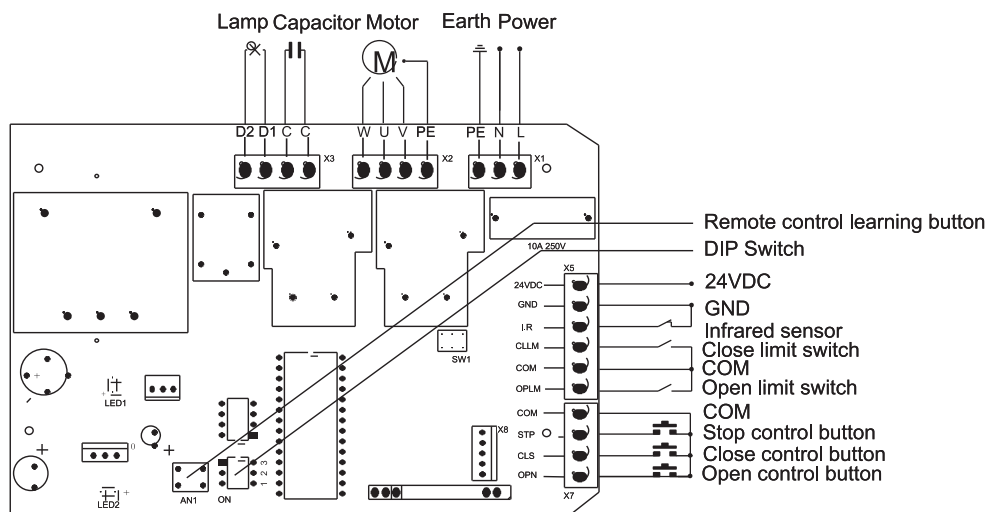 Lamp Capacitor Motor Earth Power
M
D2 D1 C C W U V PE PE N L
X3 X2 X1
10A 250V
Remote control learning button
DIP Switch
X5
24VDC 24VDC
GND GND
I.R Infrared sensor
CLLM Close limit switch
COM COM
OPLM Open limit switch
SW1
COM COM
STP Stop control button
CLS Close control button
OPN Open control button
X7
X8
LED1
LED2
AN1
ON
1 2 3